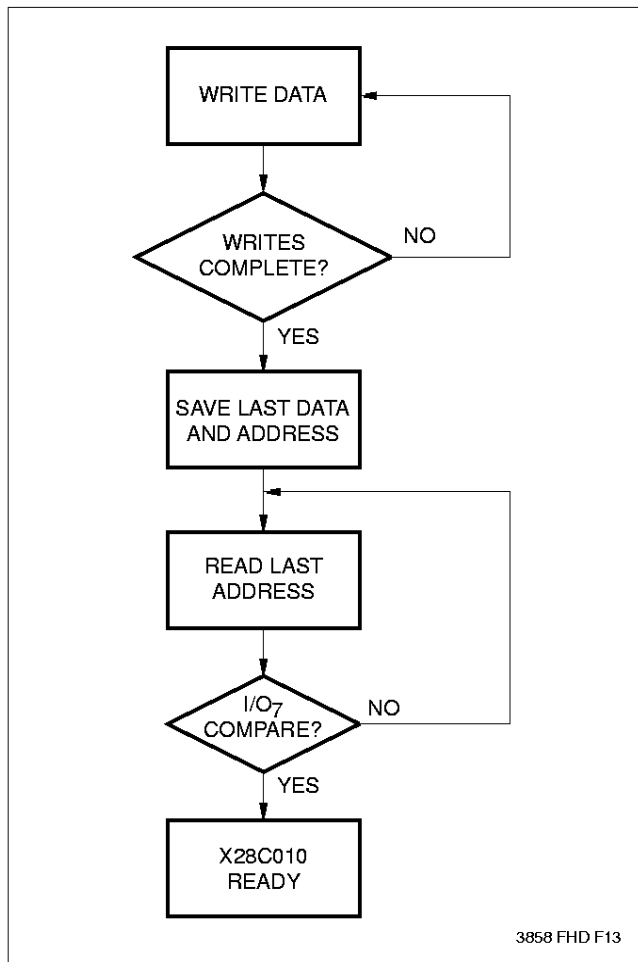 WRITE DATA
WRITES
COMPLETE?
NO
YES
SAVE LAST DATA
AND ADDRESS
READ LAST
ADDRESS
I/O7
COMPARE?
NO
YES
X28C010
READY
3858 FHD F13